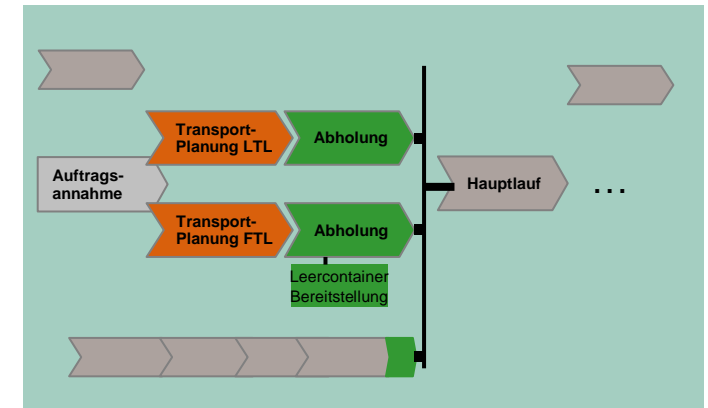 Transport-
Planung LTL
Abholung
Auftrags-
annahme
Hauptlauf
...
Transport-
Planung FTL
Abholung
Leercontainer
Bereitstellung